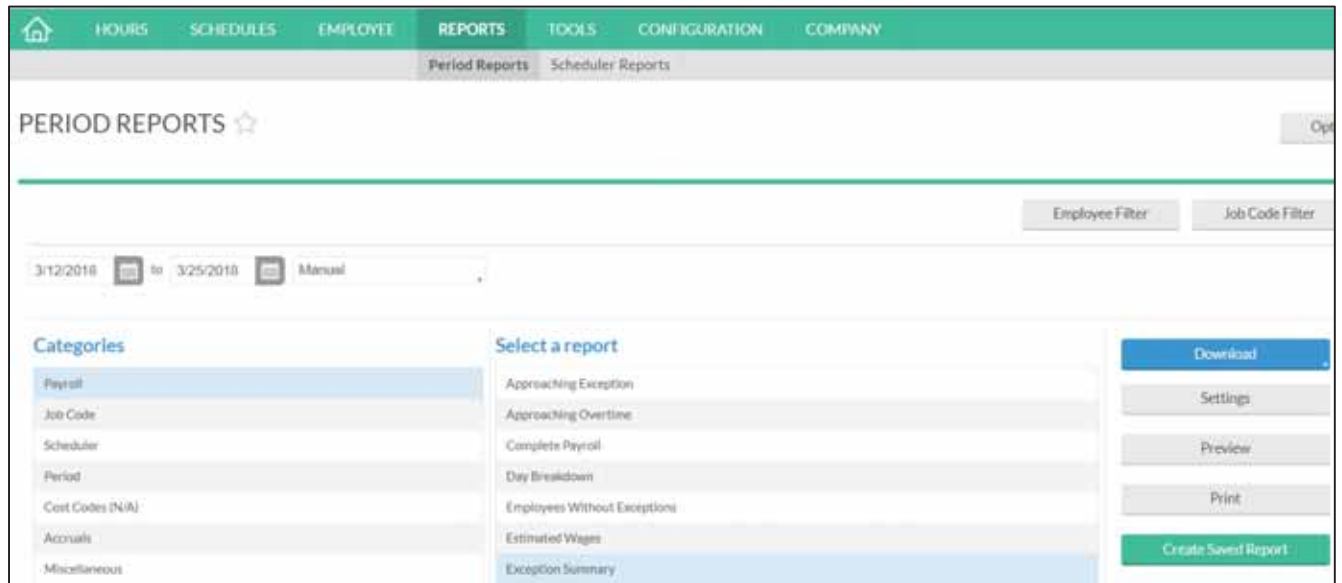 HOURS SCHEDULES EMPLOYEE REPORTS TOOLS CONFIGURATION COMPANY
Period Reports Scheduler Reports
PERIOD REPORTS
Opt
Employee Filter Job Code Filter
3/12/2018 to 3/25/2018 Manual
Categories Select a report
Download
Payroll Approaching Exception
Settings
Job Code Approaching Overtime
Scheduler Complete Payroll
Preview
Period Day Breakdown
Print
Cost Codes (N/A) Employees Without Exceptions
Accruals Estimated Wages
Create Saved Report
Miscellaneous Exception Summary